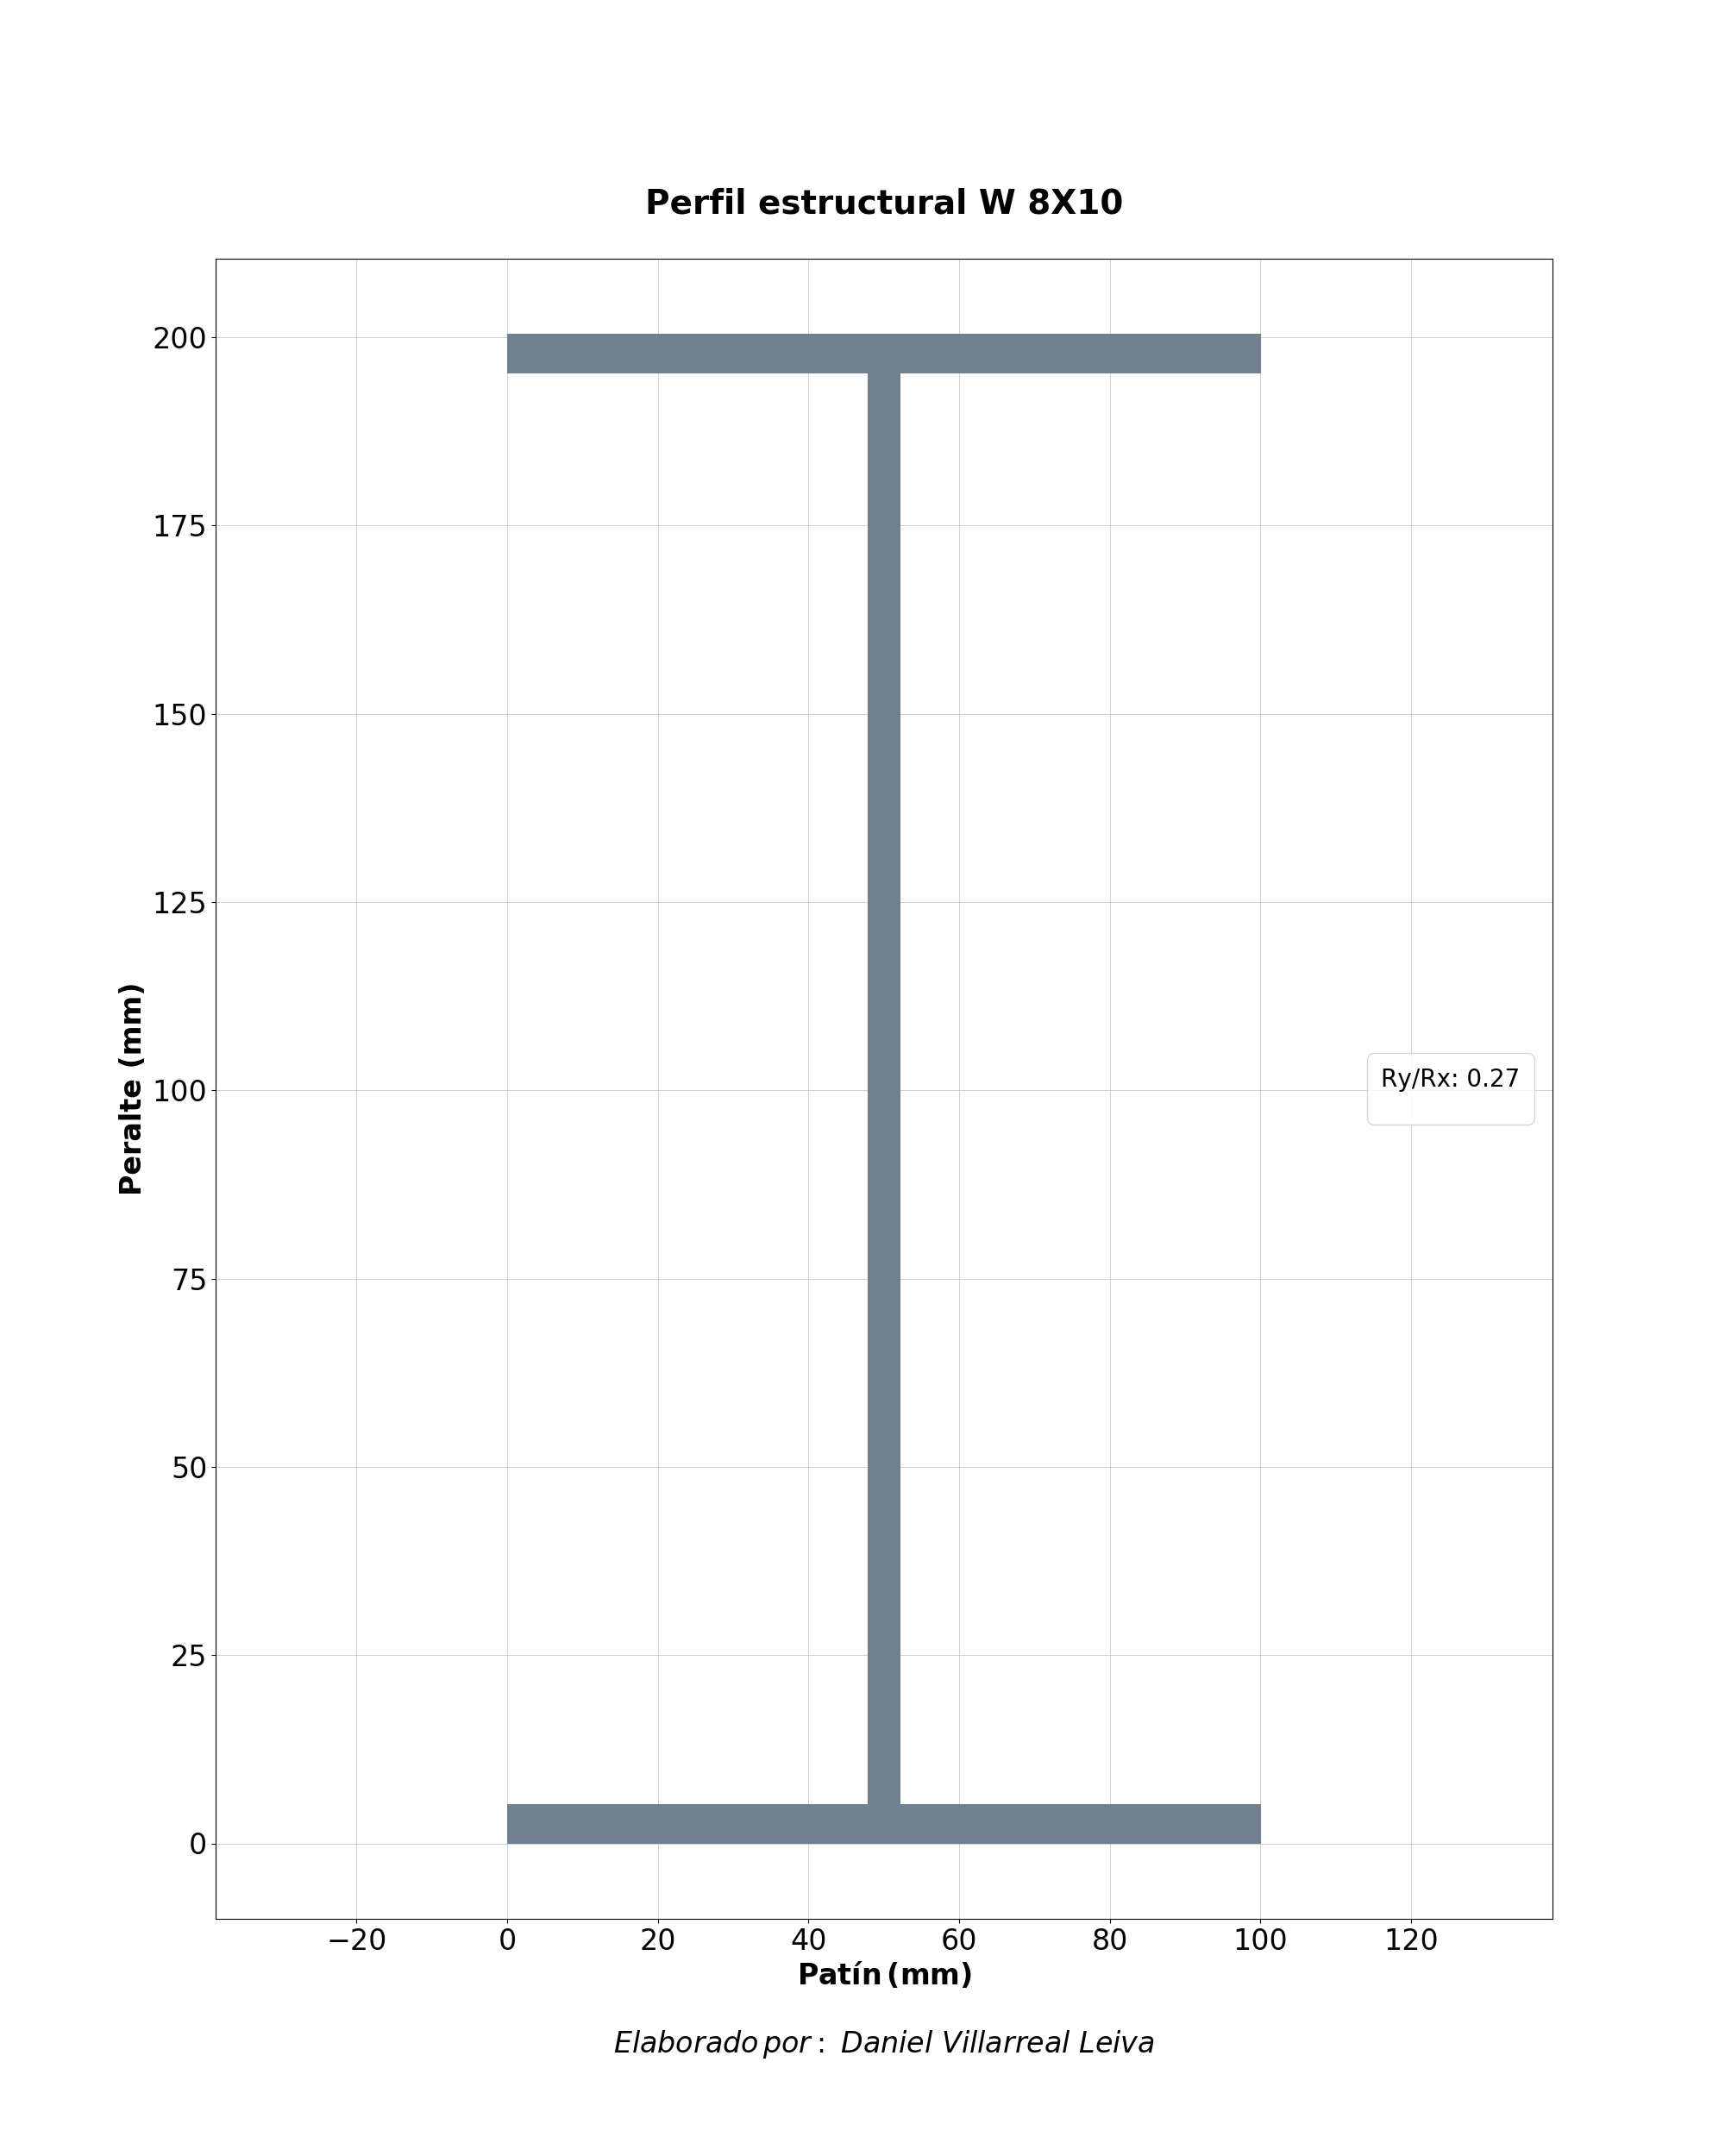 Perfil estructural W 8X10
200
175
150
125
100
75
50
25
0
Peralte (mm)
Ry/Rx: 0.27
−20 0 20 40 60 80 100 120
Patín (mm)
Elaborado por: Daniel Villarreal Leiva